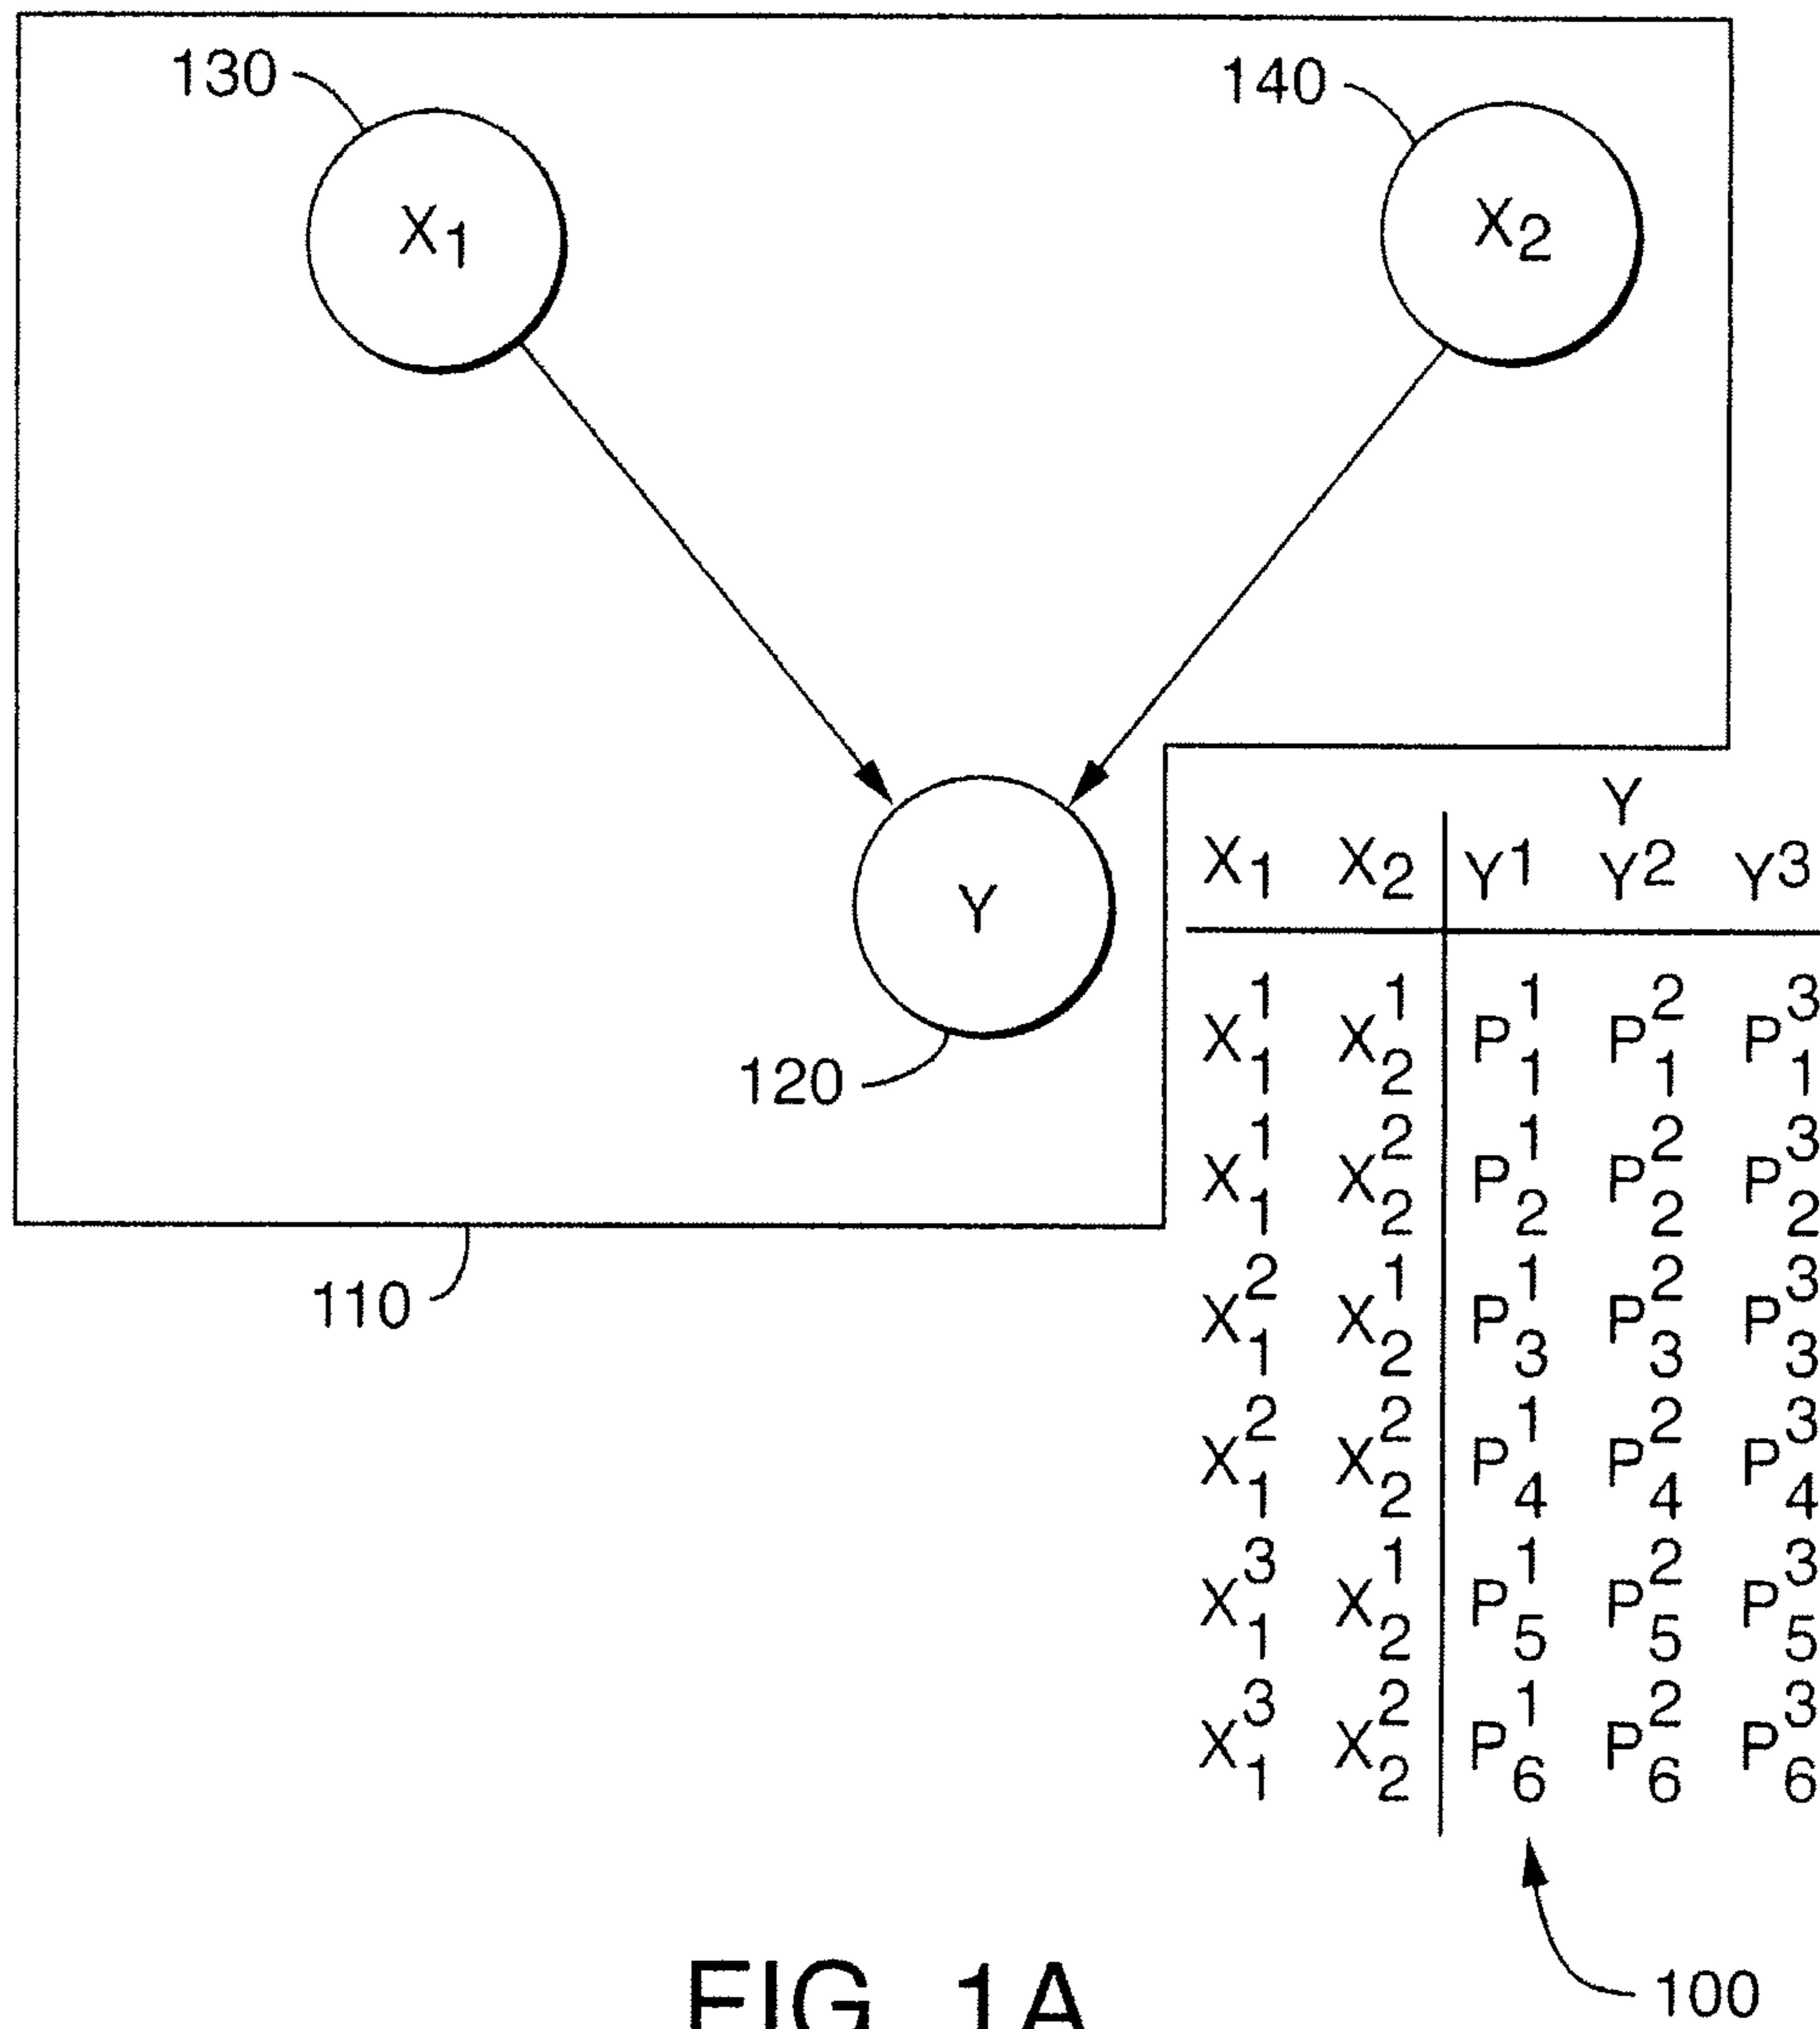 130
140
X₁
X₂
Y
120
110
Y
X₁ X₂ Y¹ Y² Y³
X₁¹ X₂¹ P₁¹ P₁² P₁³
X₁¹ X₂² P₂¹ P₂² P₂³
X₁² X₂¹ P₃¹ P₃² P₃³
X₁² X₂² P₄¹ P₄² P₄³
X₁³ X₂¹ P₅¹ P₅² P₅³
X₁³ X₂² P₆¹ P₆² P₆³
100
FIG. 1A